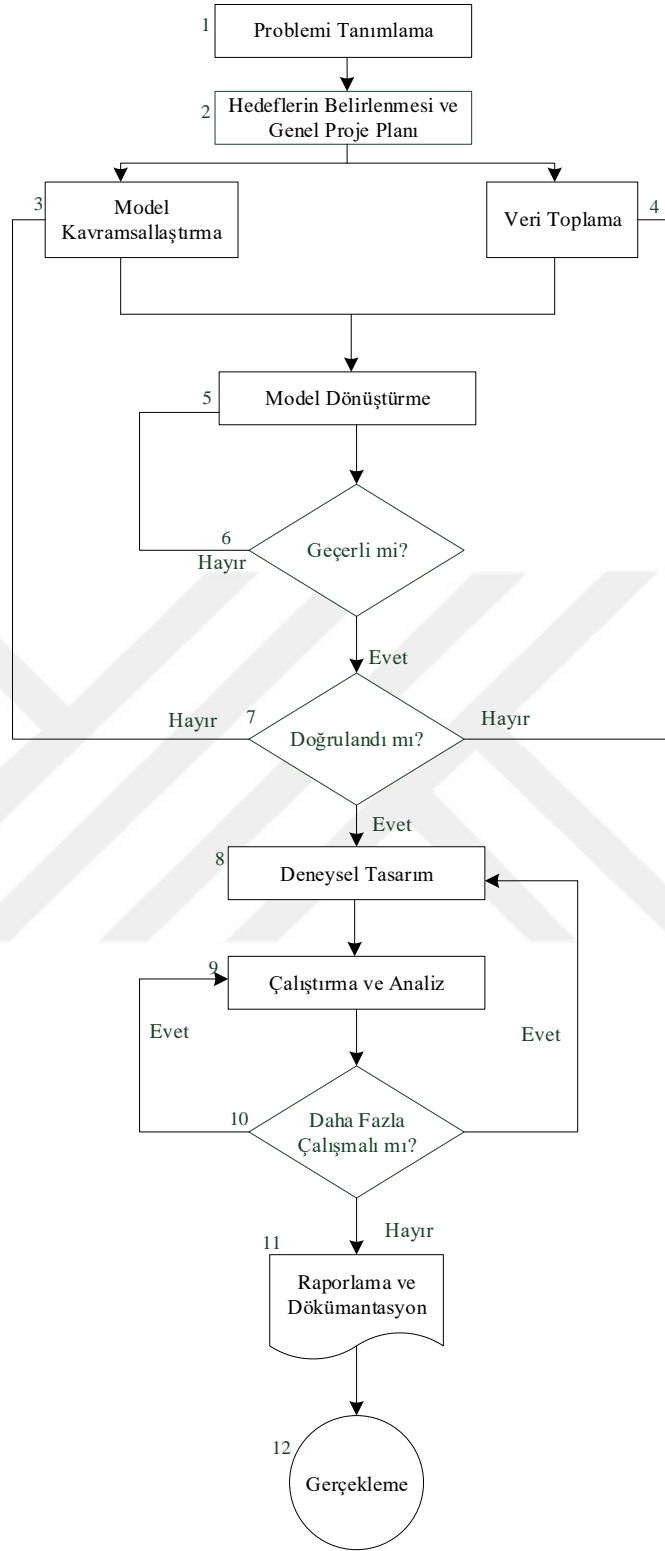 1
Problemi Tanımlama
2
Hedeflerin Belirlenmesi ve
Genel Proje Planı
3
Model
Kavramsallaştırma
Veri Toplama
4
5
Model Dönüştürme
6
Hayır
Geçerli mi?
Evet
Hayır
7
Doğrulandı mı?
Hayır
Evet
8
Deneysel Tasarım
9
Çalıştırma ve Analiz
Evet
Evet
10
Daha Fazla
Çalışmalı mı?
Hayır
11
Raporlama ve
Dökümantasyon
12
Gerçekleme